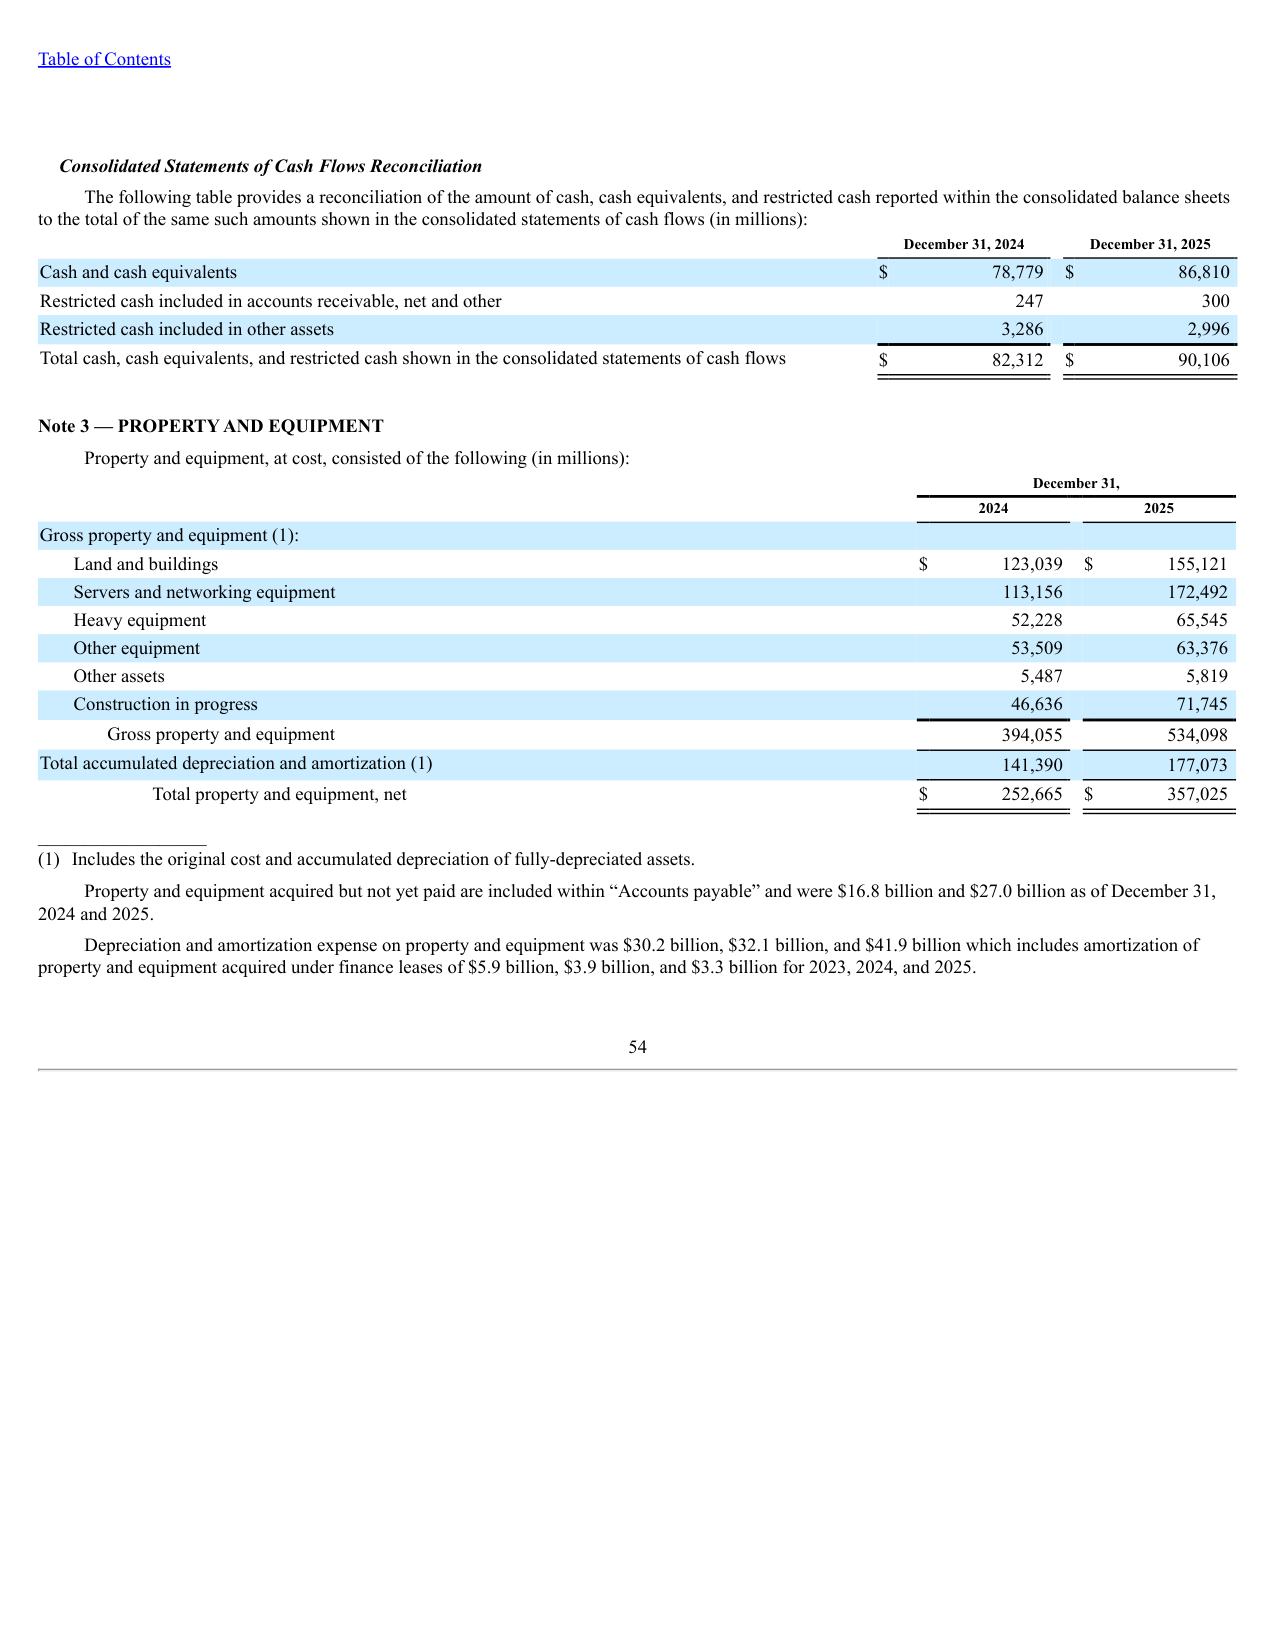 Table of Contents
Consolidated Statements of Cash Flows Reconciliation
The following table provides a reconciliation of the amount of cash, cash equivalents, and restricted cash reported within the consolidated balance sheets
to the total of the same such amounts shown in the consolidated statements of cash flows (in millions):
December 31, 2024 December 31, 2025
Cash and cash equivalents $ 78,779 $ 86,810
Restricted cash included in accounts receivable, net and other 247 300
Restricted cash included in other assets 3,286 2,996
Total cash, cash equivalents, and restricted cash shown in the consolidated statements of cash flows $ 82,312 $ 90,106
Note 3 — PROPERTY AND EQUIPMENT
Property and equipment, at cost, consisted of the following (in millions):
December 31,
2024 2025
Gross property and equipment (1):
Land and buildings $ 123,039 $ 155,121
Servers and networking equipment 113,156 172,492
Heavy equipment 52,228 65,545
Other equipment 53,509 63,376
Other assets 5,487 5,819
Construction in progress 46,636 71,745
Gross property and equipment 394,055 534,098
Total accumulated depreciation and amortization (1) 141,390 177,073
Total property and equipment, net $ 252,665 $ 357,025
(1) Includes the original cost and accumulated depreciation of fully-depreciated assets.
Property and equipment acquired but not yet paid are included within “Accounts payable” and were $16.8 billion and $27.0 billion as of December 31,
2024 and 2025.
Depreciation and amortization expense on property and equipment was $30.2 billion, $32.1 billion, and $41.9 billion which includes amortization of
property and equipment acquired under finance leases of $5.9 billion, $3.9 billion, and $3.3 billion for 2023, 2024, and 2025.
54